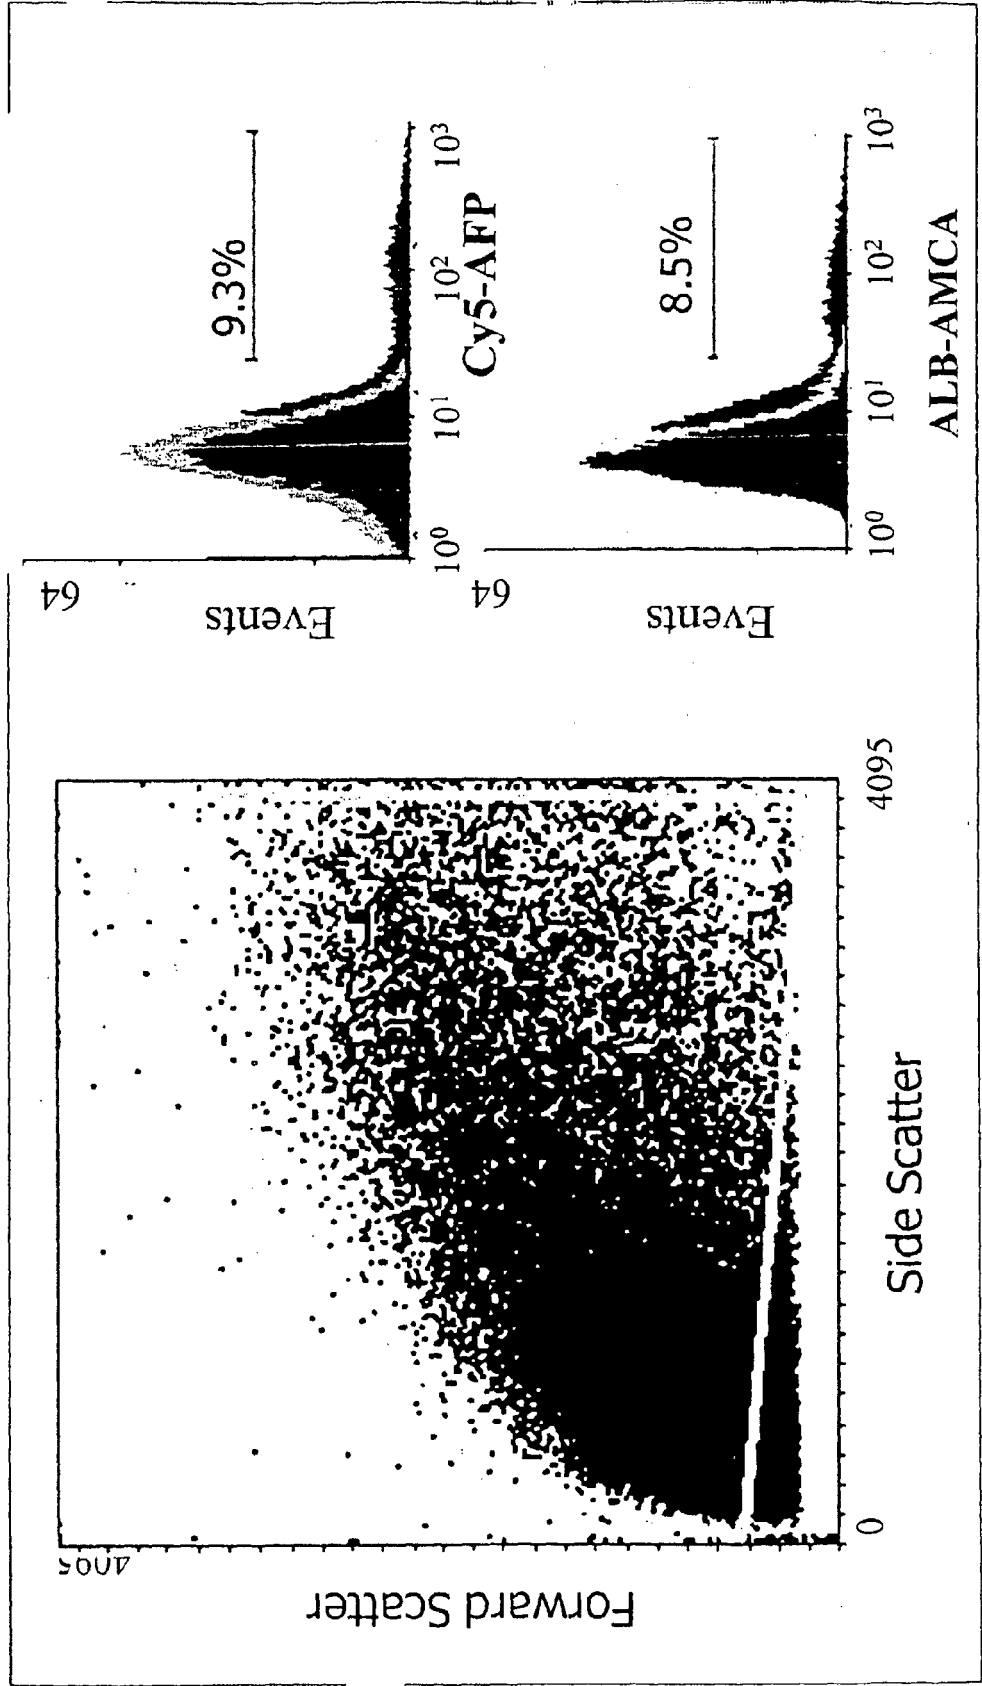 Forward Scatter
4095
0
4095
Side Scatter
Events
64
9.3%
10⁰
10¹
10²
10³
Cy5-AFP
Events
64
8.5%
10⁰
10¹
10²
10³
ALB-AMCA